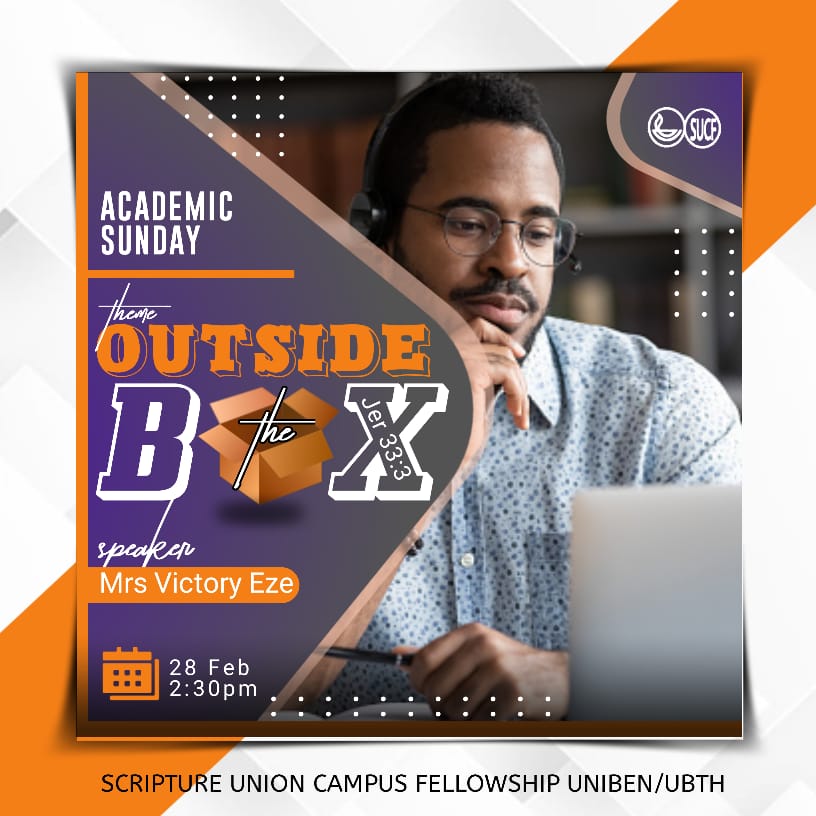 SUCF
ACADEMIC
SUNDAY
theme
OUTSIDE
the
BOX
Jer 33:3
speaker
Mrs Victory Eze
28 Feb
2:30pm
SCRIPTURE UNION CAMPUS FELLOWSHIP UNIBEN/UBTH